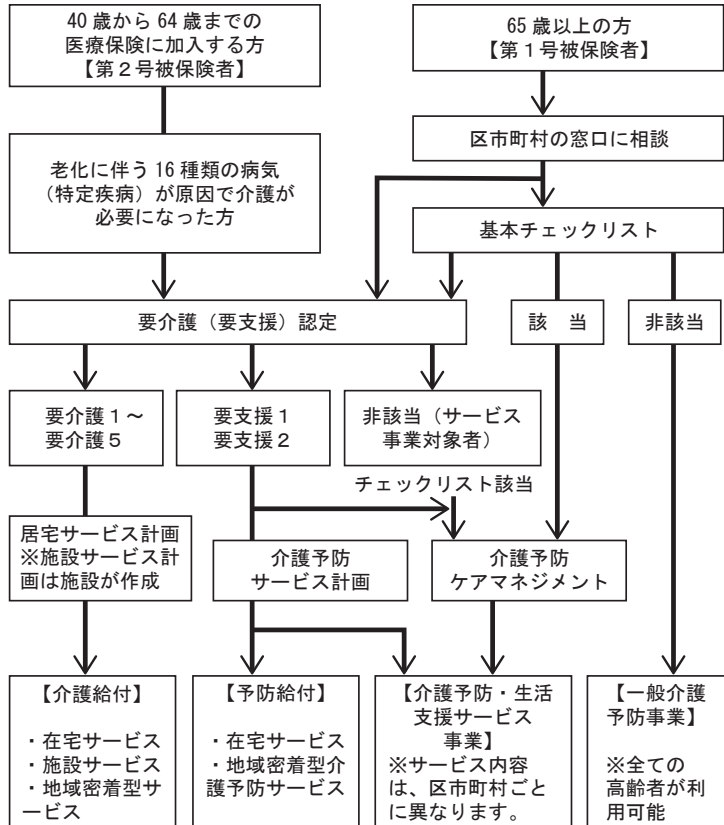 40歳から64歳までの
医療保険に加入する方
【第２号被保険者】
65歳以上の方
【第１号被保険者】
区市町村の窓口に相談
老化に伴う16種類の病気
（特定疾病）が原因で介護が
必要になった方
基本チェックリスト
要介護（要支援）認定
該　当
非該当
要介護１～
要介護５
要支援１
要支援２
非該当（サービス
事業対象者）
チェックリスト該当
居宅サービス計画
※施設サービス計
画は施設が作成
介護予防
サービス計画
介護予防
ケアマネジメント
【介護給付】
・在宅サービス
・施設サービス
・地域密着型サ
ービス
【予防給付】
・在宅サービス
・地域密着型介
護予防サービス
【介護予防・生活
支援サービス
事業】
※サービス内容
は、区市町村ごと
に異なります。
【一般介護
予防事業】
※全ての
高齢者が利
用可能